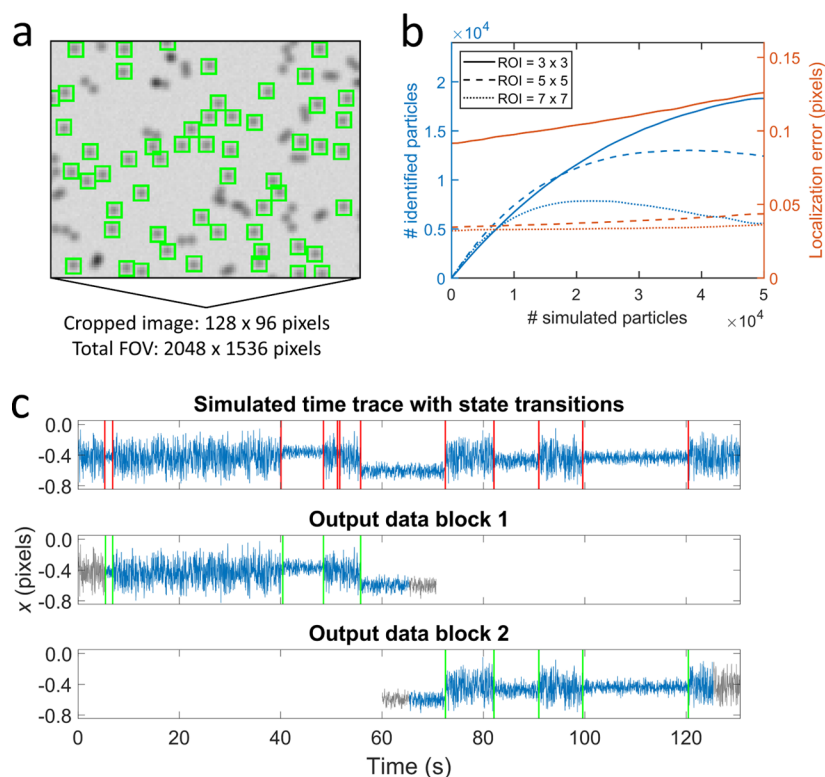 a
Cropped image: 128 x 96 pixels
Total FOV: 2048 x 1536 pixels
b
×10⁴
ROI = 3 x 3
ROI = 5 x 5
ROI = 7 x 7
# identified particles
2
1.5
1
0.5
0
Localization error (pixels)
0.15
0.10
0.05
0
0 1 2 3 4 5
# simulated particles ×10⁴
c
Simulated time trace with state transitions
0.0
-0.4
-0.8
Output data block 1
0.0
-0.4
-0.8
x (pixels)
Output data block 2
0.0
-0.4
-0.8
0 20 40 60 80 100 120
Time (s)